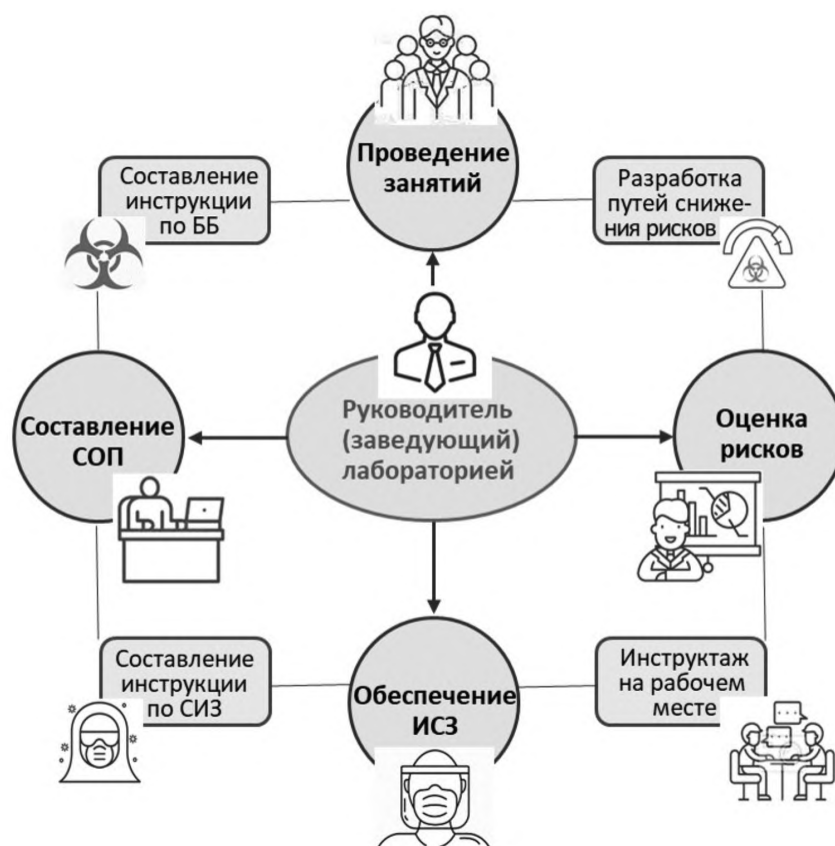 Проведение
занятий
Составление
инструкции
по ББ
Разработка
путей сниже-
ния рисков
Руководитель
(заведующий)
лабораторией
Составление
СОП
Оценка
рисков
Составление
инструкции
по СИЗ
Обеспечение
ИСЗ
Инструктаж
на рабочем
месте